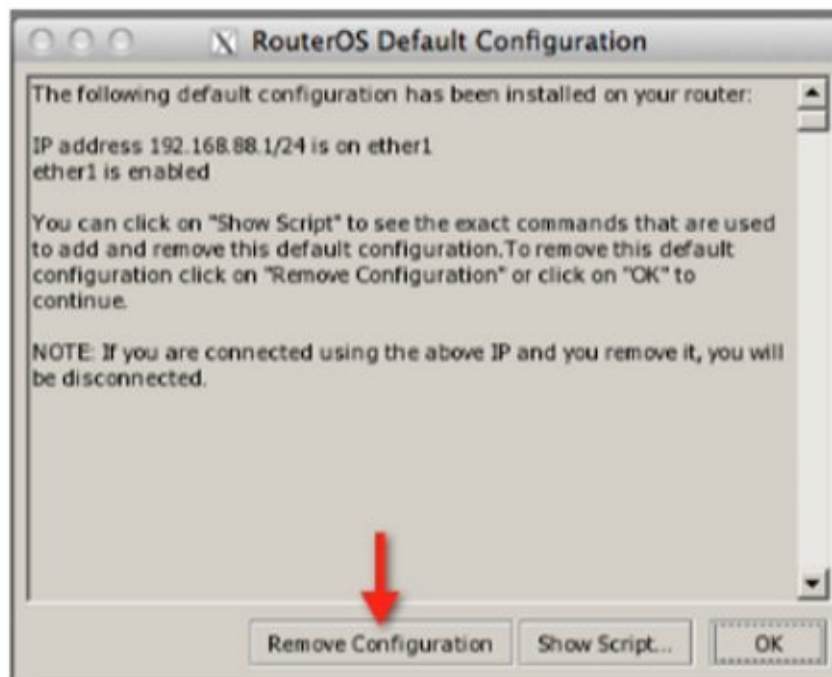 RouterOS Default Configuration
The following default configuration has been installed on your router:
IP address 192.168.88.1/24 is on ether1
ether1 is enabled
You can click on "Show Script" to see the exact commands that are used
to add and remove this default configuration.To remove this default
configuration click on "Remove Configuration" or click on "OK" to
continue.
NOTE: If you are connected using the above IP and you remove it, you will
be disconnected.
Remove Configuration
Show Script...
OK